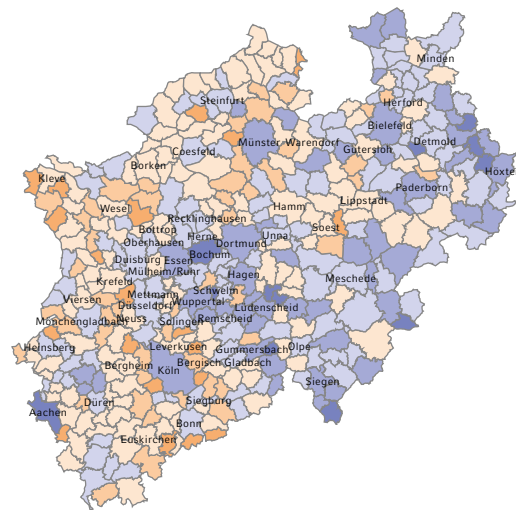 Minden
Steinfurt
Herford
Bielefeld
Münster
Warendorf
Detmold
Coesfeld
Gütersloh
Borken
Höxter
Kleve
Paderborn
Wesel
Hamm
Lippstadt
Recklinghausen
Bottrop
Soest
Herne
Unna
Oberhausen
Dortmund
Bochum
Duisburg
Essen
Mülheim/Ruhr
Hagen
Meschede
Krefeld
Schwelm
Mettmann
Viersen
Wuppertal
Düsseldorf
Lüdenscheid
Mönchengladbach
Neuss
Solingen
Remscheid
Heinsberg
Leverkusen
Gummersbach
Olpe
Bergheim
Köln
Bergisch Gladbach
Siegen
Düren
Siegburg
Aachen
Bonn
Euskirchen